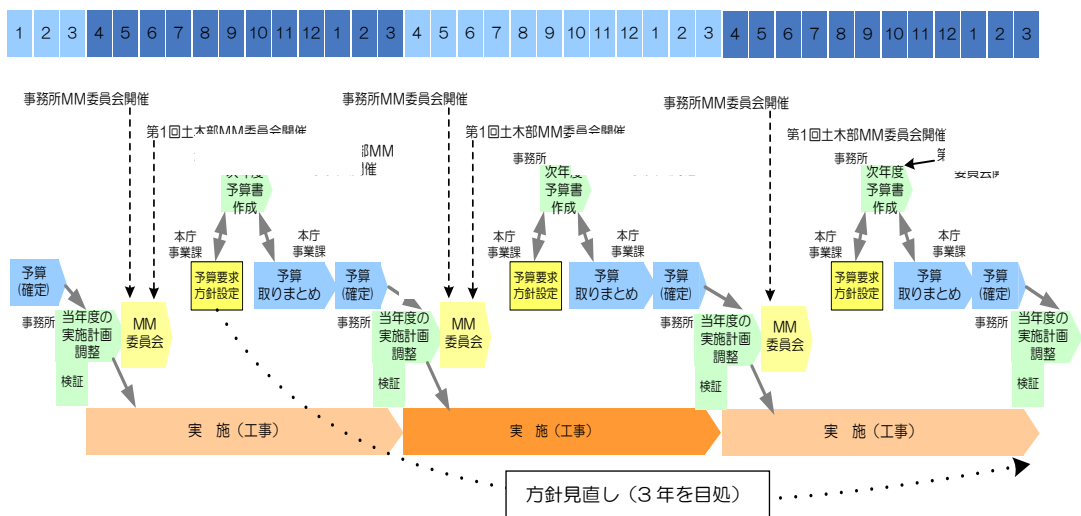 1 2 3 4 5 6 7 8 9 10 11 12 1 2 3 4 5 6 7 8 9 10 11 12 1 2 3 4 5 6 7 8 9 10 11 12 1 2 3
事務所MM委員会開催
事務所MM委員会開催
事務所MM委員会開催
第1回土木部MM委員会開催
第1回土木部MM委員会開催
第1回土木部MM委員会開催
部MM
開催
事務所
事務所
第
委員会開
次年度
予算書
作成
次年度
予算書
作成
次年度
予算書
作成
本庁
事業課
本庁
事業課
本庁
事業課
本庁
事業課
本庁
事業課
本庁
事業課
予算
(確定)
予算要求
方針設定
予算
取りまとめ
予算
(確定)
予算要求
方針設定
予算
取りまとめ
予算
(確定)
予算要求
方針設定
予算
取りまとめ
予算
(確定)
事務所
当年度の
実施計画
調整
MM
委員会
事務所
当年度の
実施計画
調整
MM
委員会
事務所
当年度の
実施計画
調整
MM
委員会
事務所
当年度の
実施計画
調整
検証
検証
検証
検証
実 施（工事）
実 施（工事）
実 施（工事）
方針見直し（3年を目処）